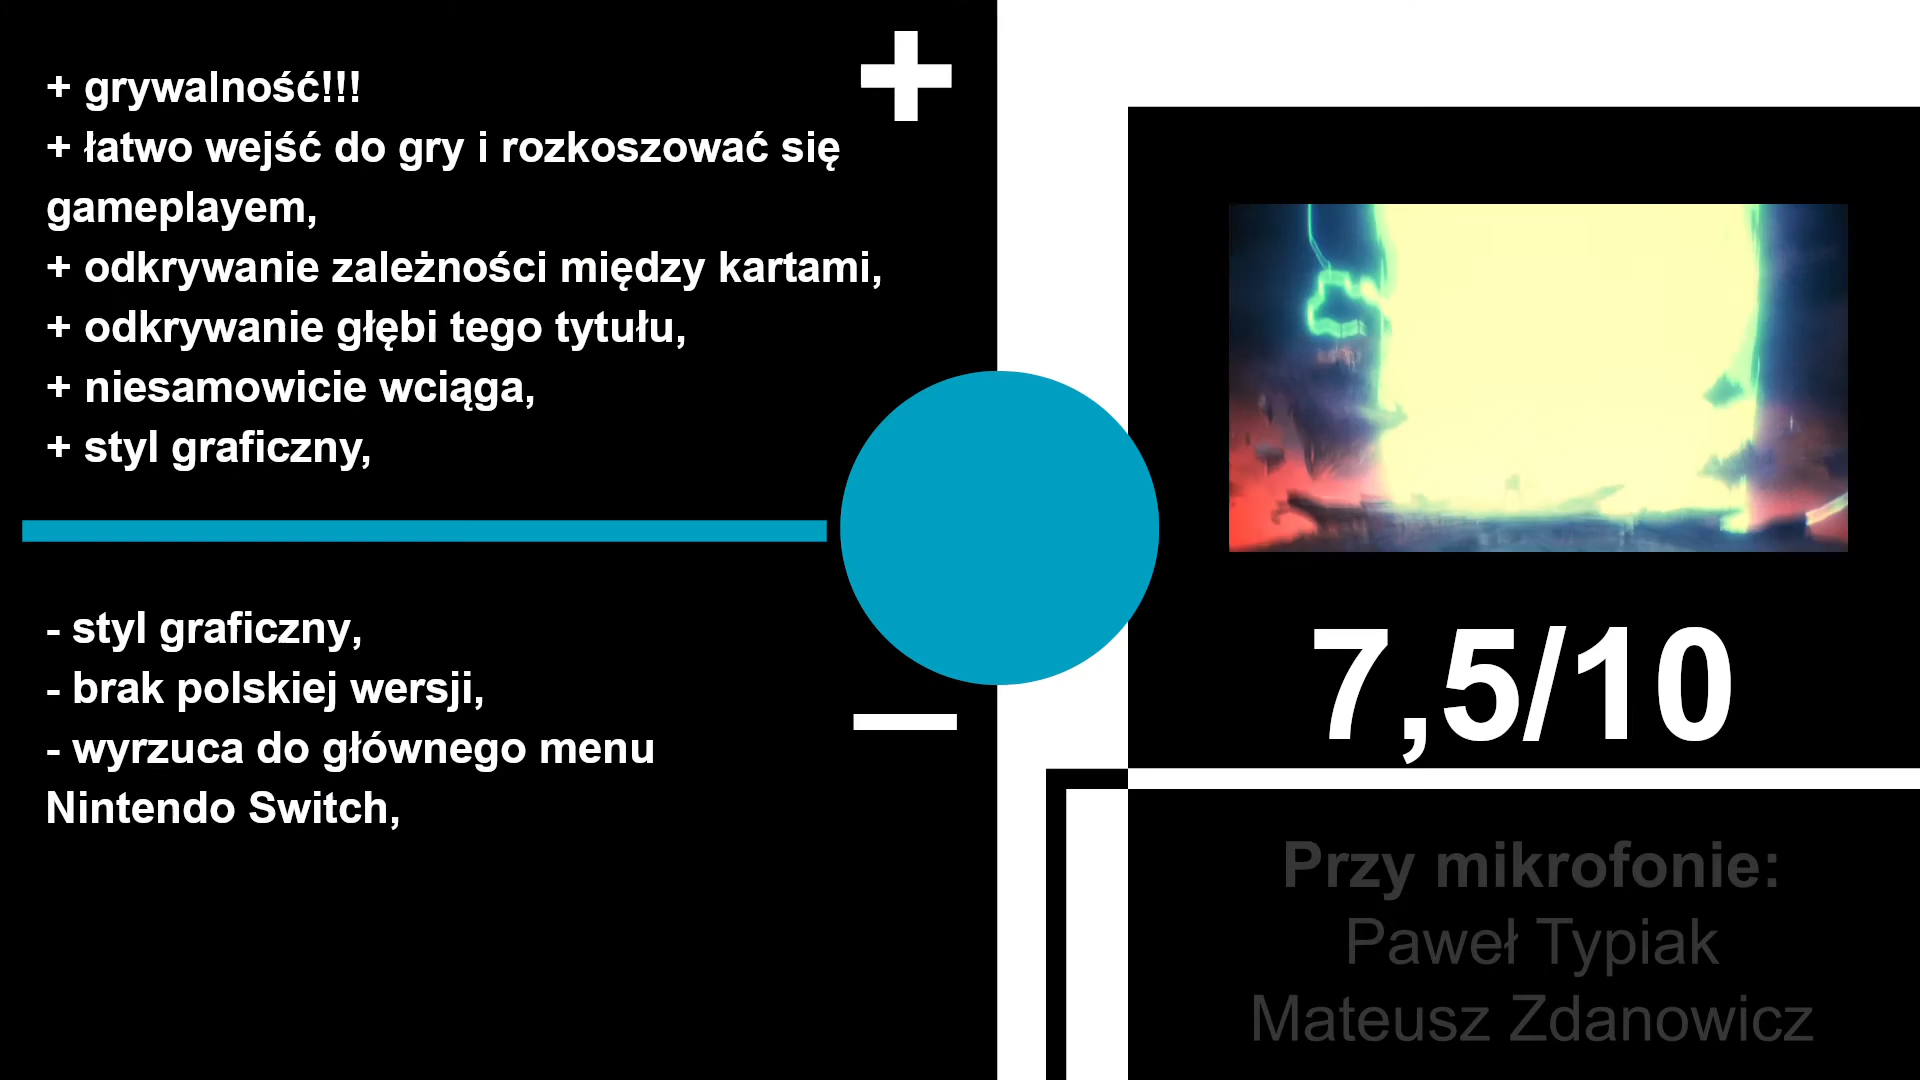 + grywalność!!!
+ łatwo wejść do gry i rozkoszować się
gameplayem,
+ odkrywanie zależności między kartami,
+ odkrywanie głębi tego tytułu,
+ niesamowicie wciąga,
+ styl graficzny,
- styl graficzny,
- brak polskiej wersji,
- wyrzuca do głównego menu
Nintendo Switch,
7,5/10
Przy mikrofonie:
Paweł Typiak
Mateusz Zdanowicz